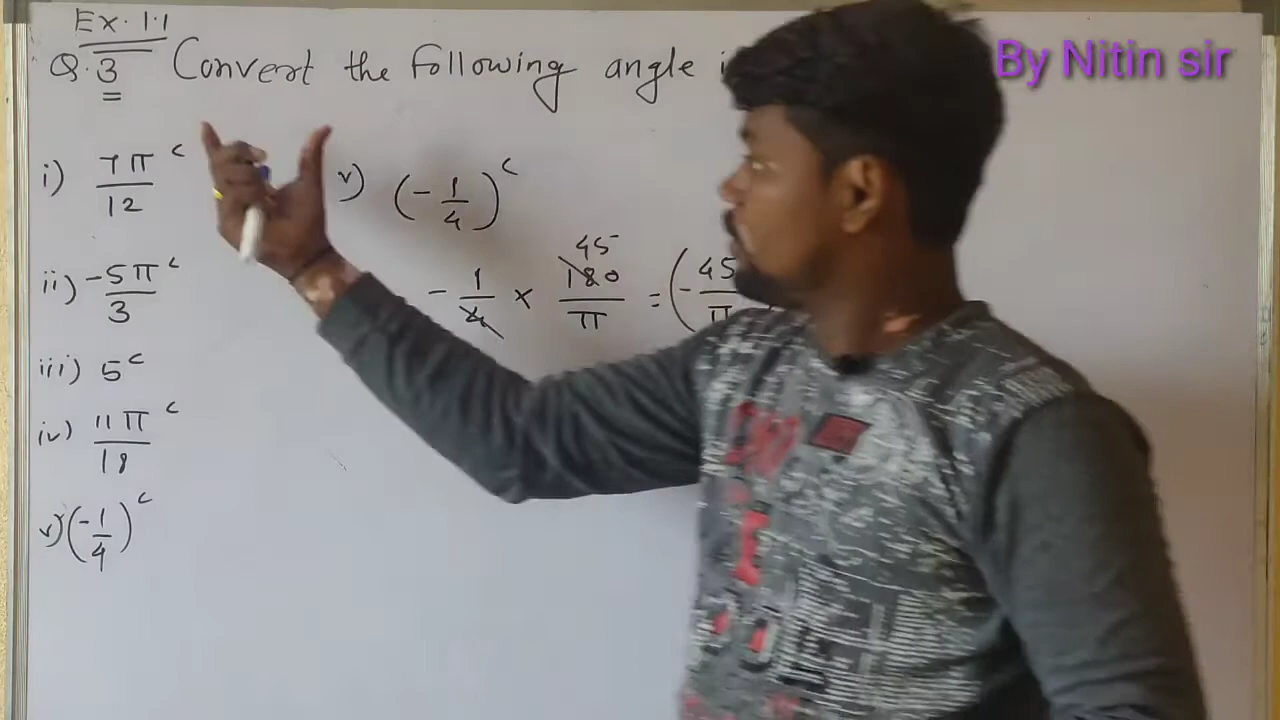 Ex. 1.1
Q. 3 Convert the following angle i
By Nitin sir
i) 7π/12 ᶜ
ii) -5π/3 ᶜ
iii) 5ᶜ
iv) 11π/18 ᶜ
v) (-1/4)ᶜ
v) (-1/4)ᶜ
- 1/4 × 180/π = (- 45/π
45